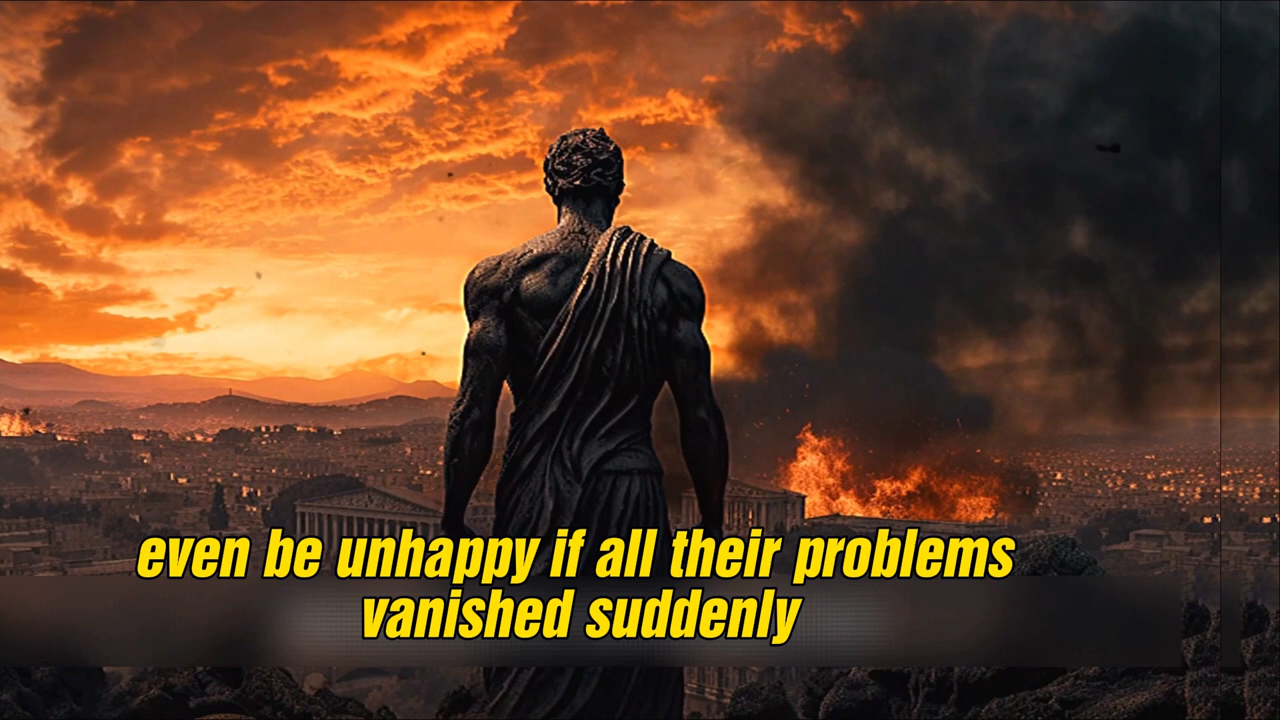 even be unhappy if all their problems
vanished suddenly